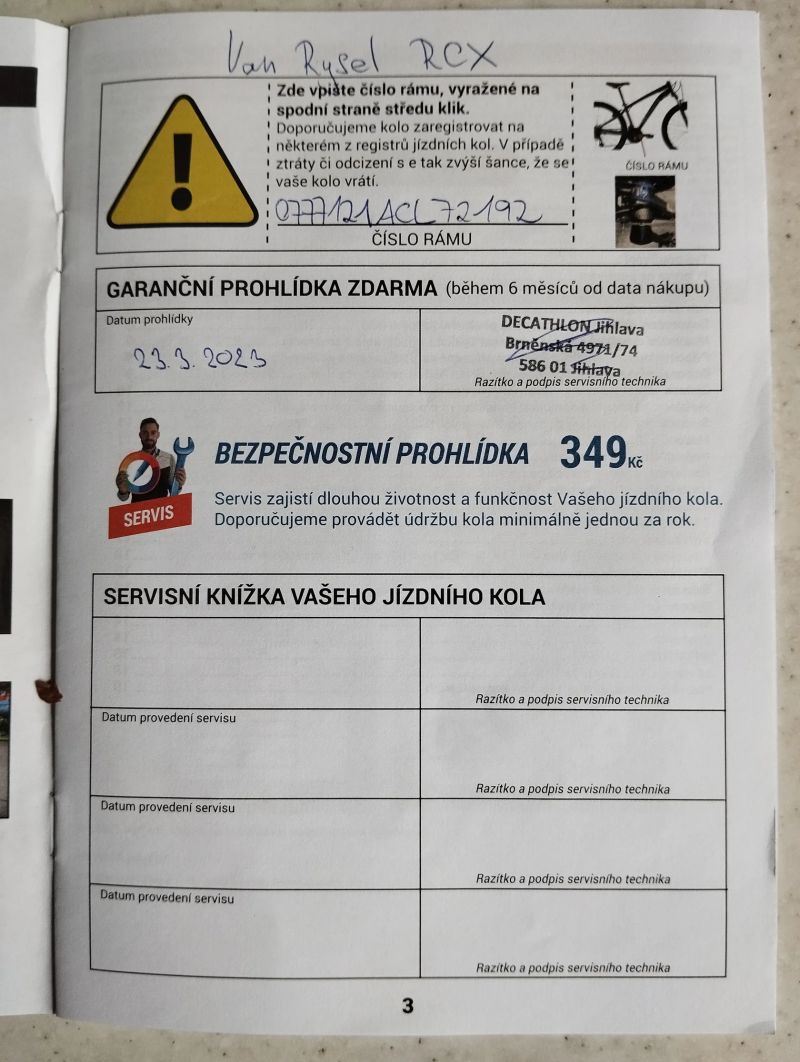 Van Rysel RCX
Zde vpište číslo rámu, vyražené na
spodní straně středu klik.
Doporučujeme kolo zaregistrovat na
některém z registrů jízdních kol. V případě
ztráty či odcizení s e tak zvýší šance, že se
vaše kolo vrátí.
0777121ACL72192
ČÍSLO RÁMU
ČÍSLO RÁMU
GARANČNÍ PROHLÍDKA ZDARMA (během 6 měsíců od data nákupu)
Datum prohlídky
23.3.2023
DECATHLON Jihlava
Brněnská 4971/74
586 01 Jihlava
Razítko a podpis servisního technika
SERVIS
BEZPEČNOSTNÍ PROHLÍDKA 349 Kč
Servis zajistí dlouhou životnost a funkčnost Vašeho jízdního kola.
Doporučujeme provádět údržbu kola minimálně jednou za rok.
SERVISNÍ KNÍŽKA VAŠEHO JÍZDNÍHO KOLA
Razítko a podpis servisního technika
Datum provedení servisu
Razítko a podpis servisního technika
Datum provedení servisu
Razítko a podpis servisního technika
Datum provedení servisu
Razítko a podpis servisního technika
3